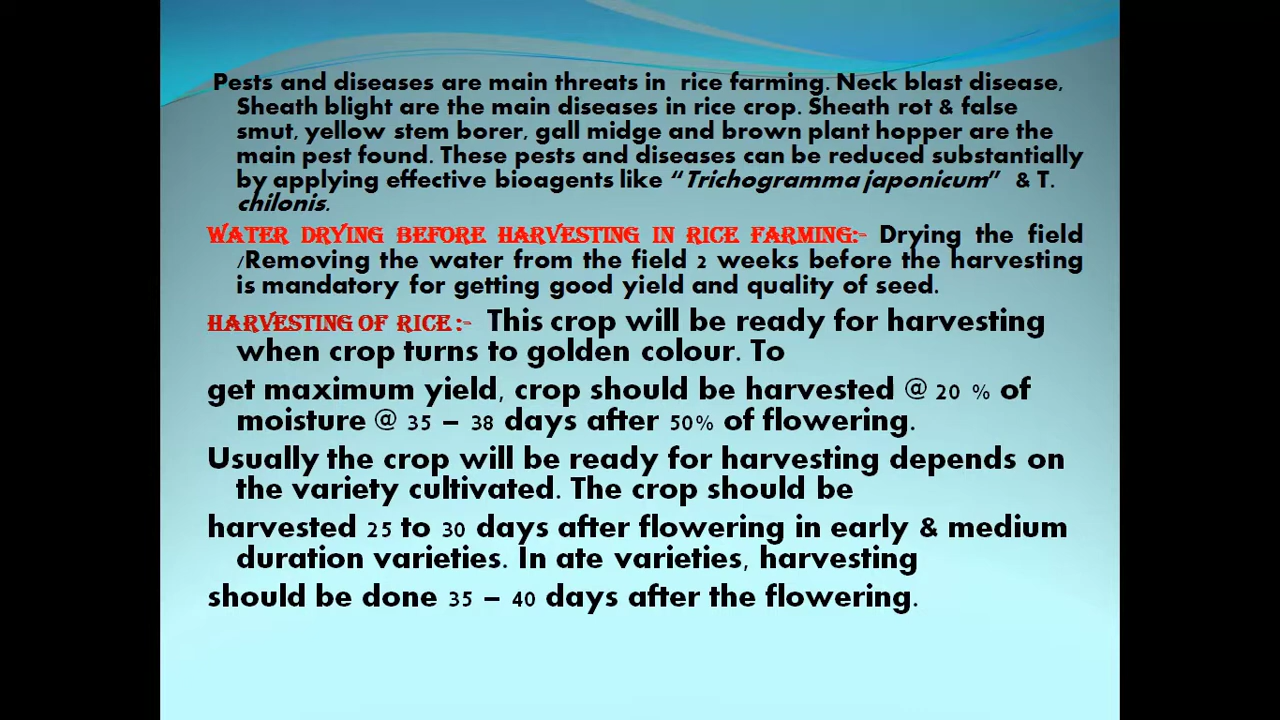 Pests and diseases are main threats in rice farming. Neck blast disease,
Sheath blight are the main diseases in rice crop. Sheath rot & false
smut, yellow stem borer, gall midge and brown plant hopper are the
main pest found. These pests and diseases can be reduced substantially
by applying effective bioagents like “Trichogramma japonicum” & T.
chilonis.
WATER DRYING BEFORE HARVESTING IN RICE FARMING:- Drying the field
/Removing the water from the field 2 weeks before the harvesting
is mandatory for getting good yield and quality of seed.
HARVESTING OF RICE :- This crop will be ready for harvesting
when crop turns to golden colour. To
get maximum yield, crop should be harvested @ 20 % of
moisture @ 35 – 38 days after 50% of flowering.
Usually the crop will be ready for harvesting depends on
the variety cultivated. The crop should be
harvested 25 to 30 days after flowering in early & medium
duration varieties. In ate varieties, harvesting
should be done 35 – 40 days after the flowering.